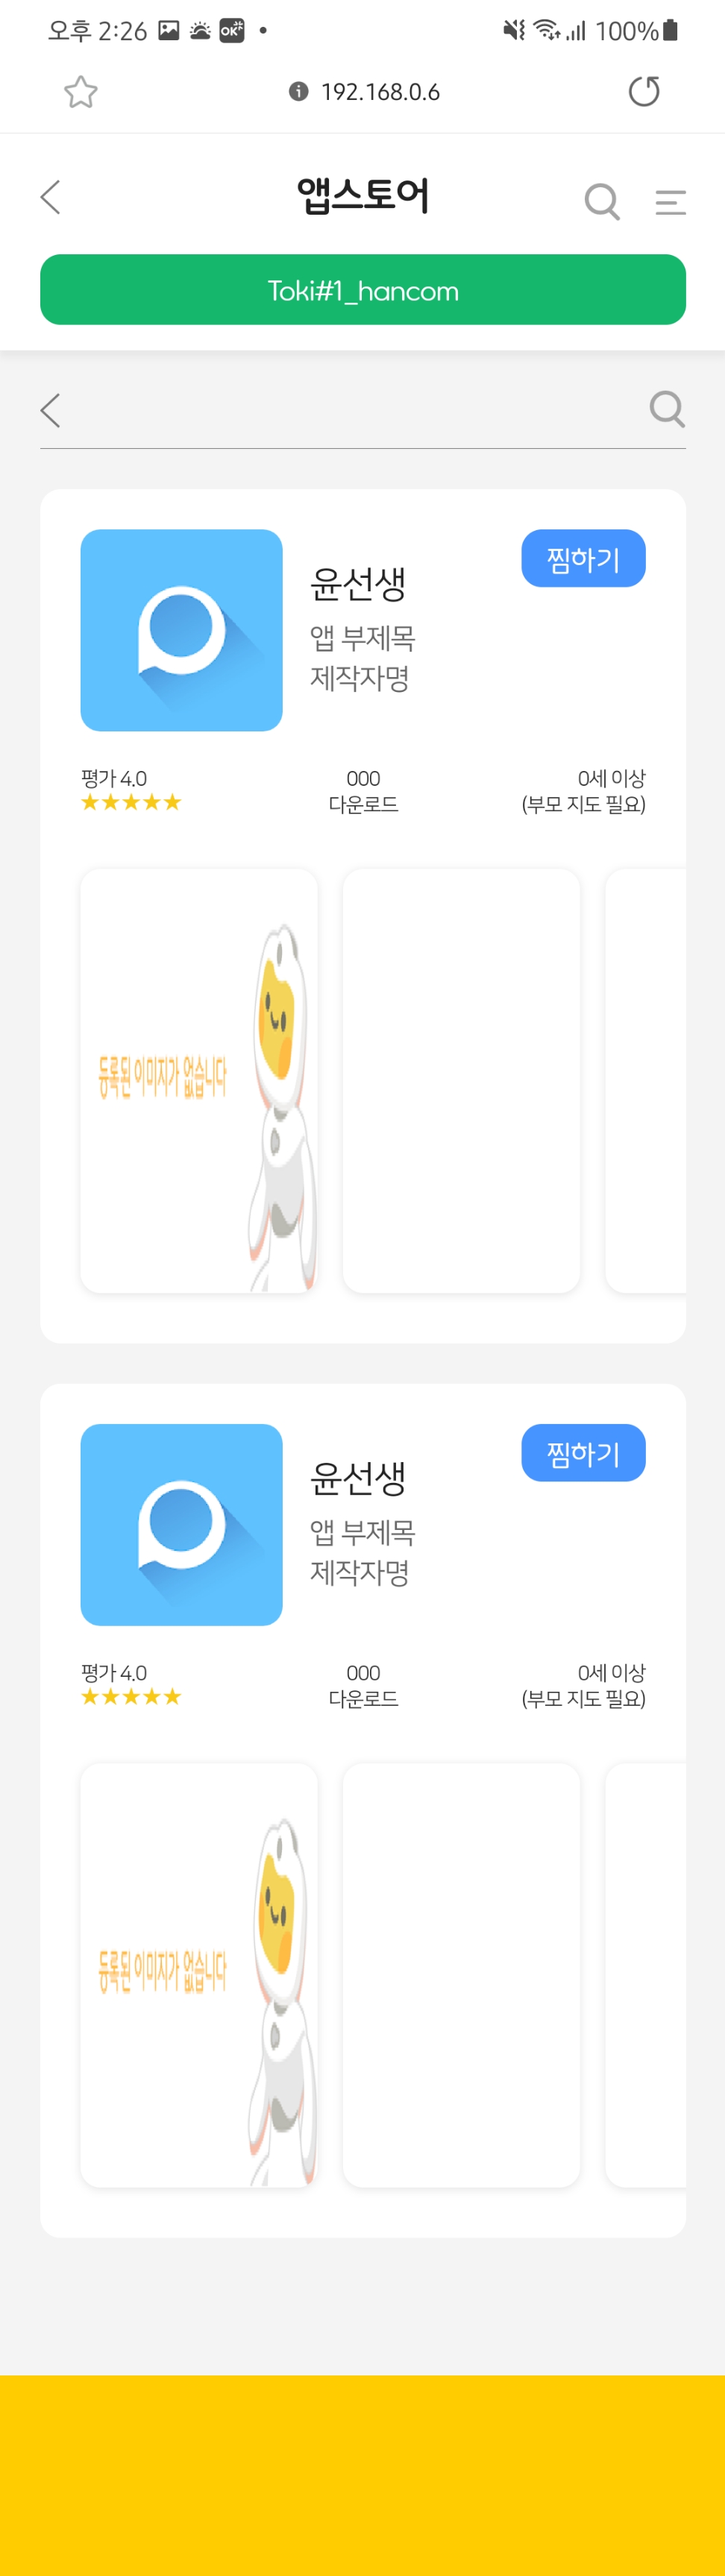 오후 2:26 OK 100%
192.168.0.6
앱스토어
Toki#1_hancom
윤선생
찜하기
앱 부제목
제작자명
평가 4.0
★★★★★
000
다운로드
0세 이상
(부모 지도 필요)
등록된 이미지가 없습니다
윤선생
찜하기
앱 부제목
제작자명
평가 4.0
★★★★★
000
다운로드
0세 이상
(부모 지도 필요)
등록된 이미지가 없습니다